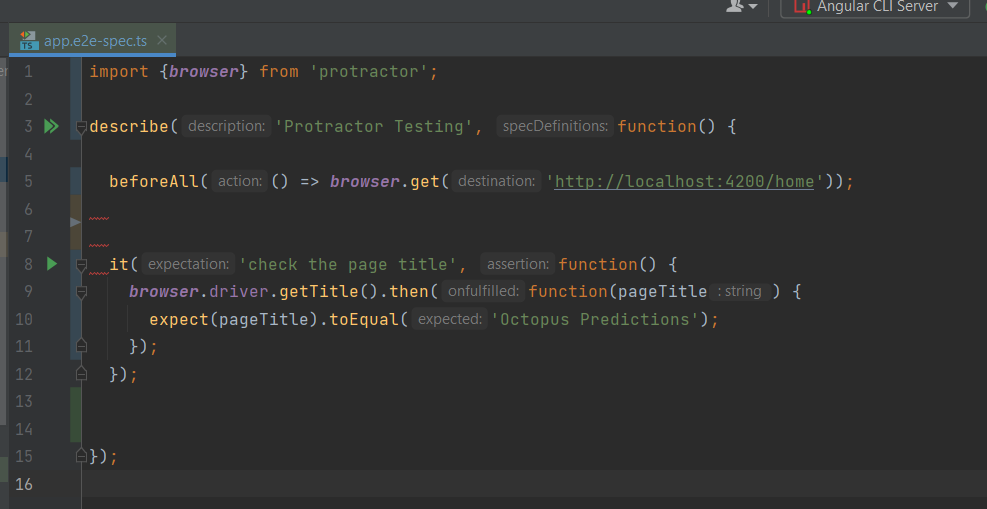 Angular CLI Server
app.e2e-spec.ts
1 import {browser} from 'protractor';
2
3 describe( description: 'Protractor Testing', specDefinitions: function() {
4
5 beforeAll( action: () => browser.get( destination: 'http://localhost:4200/home'));
6
7
8 it( expectation: 'check the page title', assertion: function() {
9 browser.driver.getTitle().then( onfulfilled: function(pageTitle : string ) {
10 expect(pageTitle).toEqual( expected: 'Octopus Predictions');
11 });
12 });
13
14
15 });
16